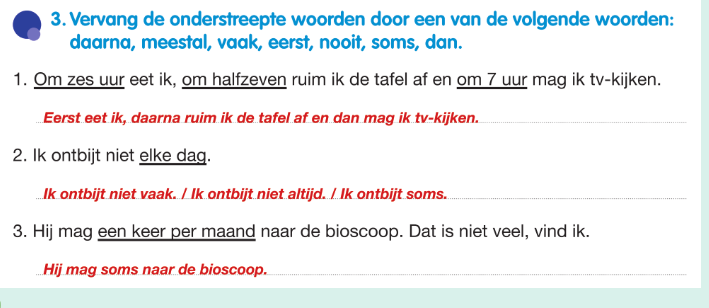 3. Vervang de onderstreepte woorden door een van de volgende woorden:
daarna, meestal, vaak, eerst, nooit, soms, dan.
1. Om zes uur eet ik, om halfzeven ruim ik de tafel af en om 7 uur mag ik tv-kijken.
Eerst eet ik, daarna ruim ik de tafel af en dan mag ik tv-kijken.
2. Ik ontbijt niet elke dag.
Ik ontbijt niet vaak. / Ik ontbijt niet altijd. / Ik ontbijt soms.
3. Hij mag een keer per maand naar de bioscoop. Dat is niet veel, vind ik.
Hij mag soms naar de bioscoop.